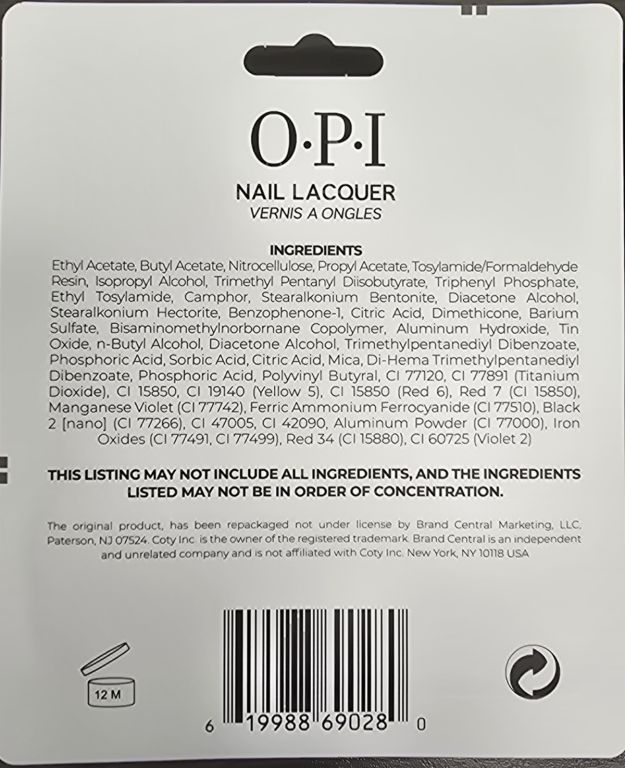 O·P·I
NAIL LACQUER
VERNIS A ONGLES
INGREDIENTS
Ethyl Acetate, Butyl Acetate, Nitrocellulose, Propyl Acetate, Tosylamide/Formaldehyde
Resin, Isopropyl Alcohol, Trimethyl Pentanyl Diisobutyrate, Triphenyl Phosphate,
Ethyl Tosylamide, Camphor, Stearalkonium Bentonite, Diacetone Alcohol,
Stearalkonium Hectorite, Benzophenone-1, Citric Acid, Dimethicone, Barium
Sulfate, Bisaminomethylnorbornane Copolymer, Aluminum Hydroxide, Tin
Oxide, n-Butyl Alcohol, Diacetone Alcohol, Trimethylpentanediyl Dibenzoate,
Phosphoric Acid, Sorbic Acid, Citric Acid, Mica, Di-Hema Trimethylpentanediyl
Dibenzoate, Phosphoric Acid, Polyvinyl Butyral, CI 77120, CI 77891 (Titanium
Dioxide), CI 15850, CI 19140 (Yellow 5), CI 15850 (Red 6), Red 7 (CI 15850),
Manganese Violet (CI 77742), Ferric Ammonium Ferrocyanide (CI 77510), Black
2 [nano] (CI 77266), CI 47005, CI 42090, Aluminum Powder (CI 77000), Iron
Oxides (CI 77491, CI 77499), Red 34 (CI 15880), CI 60725 (Violet 2)
THIS LISTING MAY NOT INCLUDE ALL INGREDIENTS, AND THE INGREDIENTS
LISTED MAY NOT BE IN ORDER OF CONCENTRATION.
The original product, has been repackaged not under license by Brand Central Marketing, LLC,
Paterson, NJ 07524. Coty Inc. is the owner of the registered trademark. Brand Central is an independent
and unrelated company and is not affiliated with Coty Inc. New York, NY 10118 USA
12 M
6 19988 69028 0